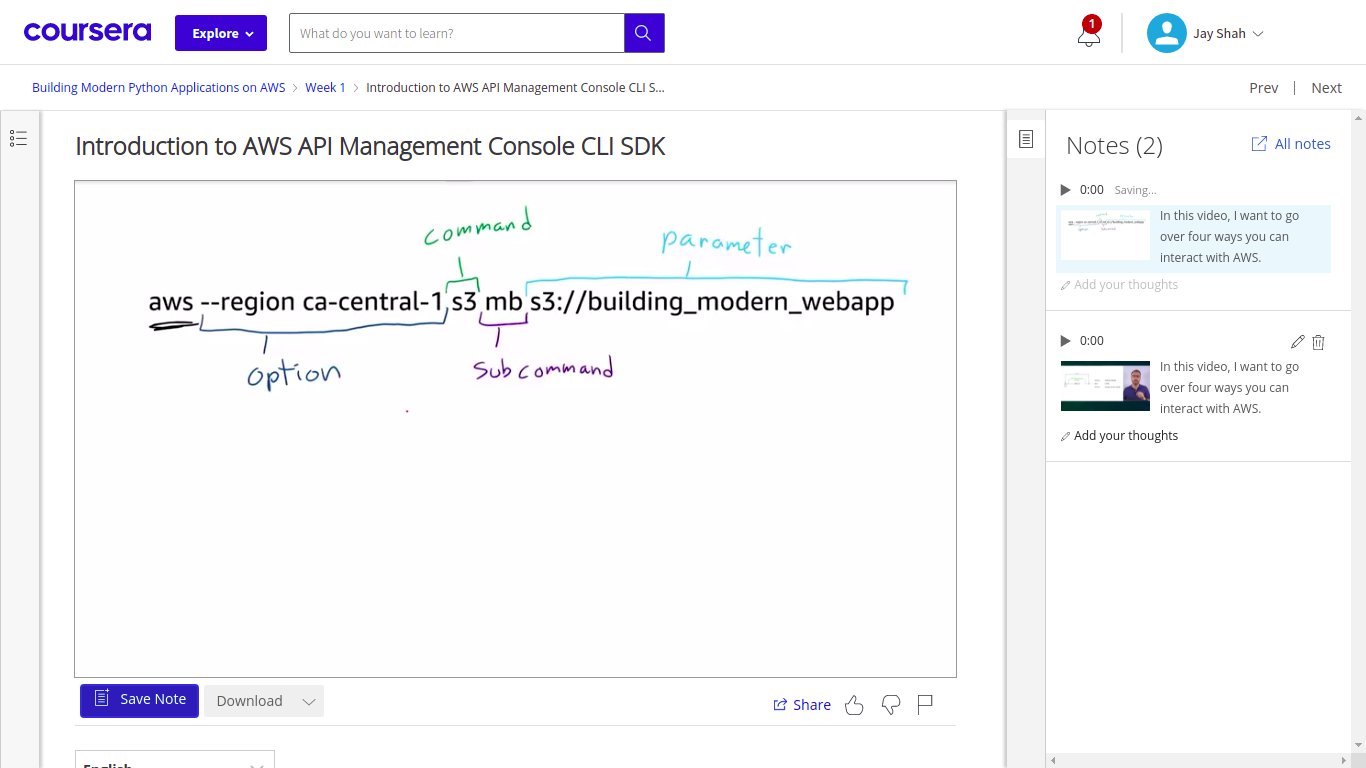 coursera
Explore
What do you want to learn?
1
Jay Shah
Building Modern Python Applications on AWS
Week 1
Introduction to AWS API Management Console CLI S...
Prev | Next
Introduction to AWS API Management Console CLI SDK
command
parameter
aws --region ca-central-1 s3 mb s3://building_modern_webapp
option
Subcommand
Save Note
Download
Share
English
Notes (2)
All notes
0:00 Saving...
In this video, I want to go
over four ways you can
interact with AWS.
Add your thoughts
0:00
In this video, I want to go
over four ways you can
interact with AWS.
Add your thoughts